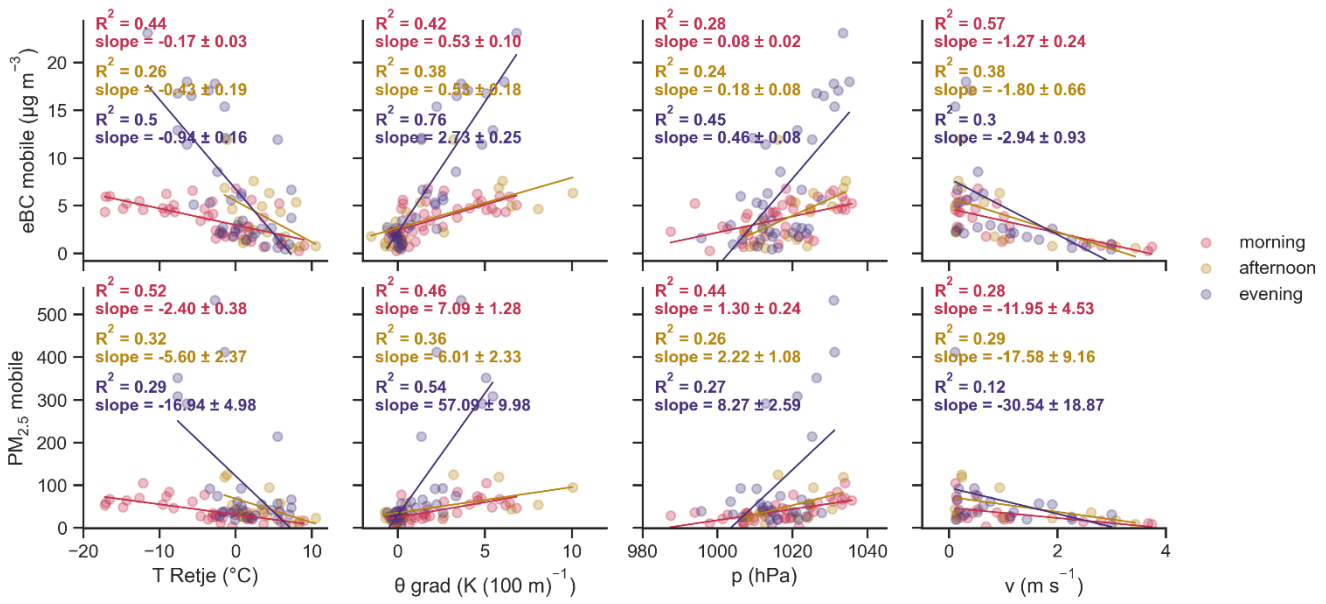 R² = 0.44
slope = -0.17 ± 0.03
R² = 0.26
slope = -0.43 ± 0.19
R² = 0.5
slope = -0.94 ± 0.16
R² = 0.42
slope = 0.53 ± 0.10
R² = 0.38
slope = 0.53 ± 0.18
R² = 0.76
slope = 2.73 ± 0.25
R² = 0.28
slope = 0.08 ± 0.02
R² = 0.24
slope = 0.18 ± 0.08
R² = 0.45
slope = 0.46 ± 0.08
R² = 0.57
slope = -1.27 ± 0.24
R² = 0.38
slope = -1.80 ± 0.66
R² = 0.3
slope = -2.94 ± 0.93
eBC mobile (µg m⁻³)
20
15
10
5
0
morning
afternoon
evening
R² = 0.52
slope = -2.40 ± 0.38
R² = 0.32
slope = -5.60 ± 2.37
R² = 0.29
slope = -16.94 ± 4.98
R² = 0.46
slope = 7.09 ± 1.28
R² = 0.36
slope = 6.01 ± 2.33
R² = 0.54
slope = 57.09 ± 9.98
R² = 0.44
slope = 1.30 ± 0.24
R² = 0.26
slope = 2.22 ± 1.08
R² = 0.27
slope = 8.27 ± 2.59
R² = 0.28
slope = -11.95 ± 4.53
R² = 0.29
slope = -17.58 ± 9.16
R² = 0.12
slope = -30.54 ± 18.87
PM₂.₅ mobile
500
400
300
200
100
0
−20 −10 0 10
T Retje (°C)
0 5 10
θ grad (K (100 m)⁻¹
980 1000 1020 1040
p (hPa)
0 2 4
v (m s⁻¹)